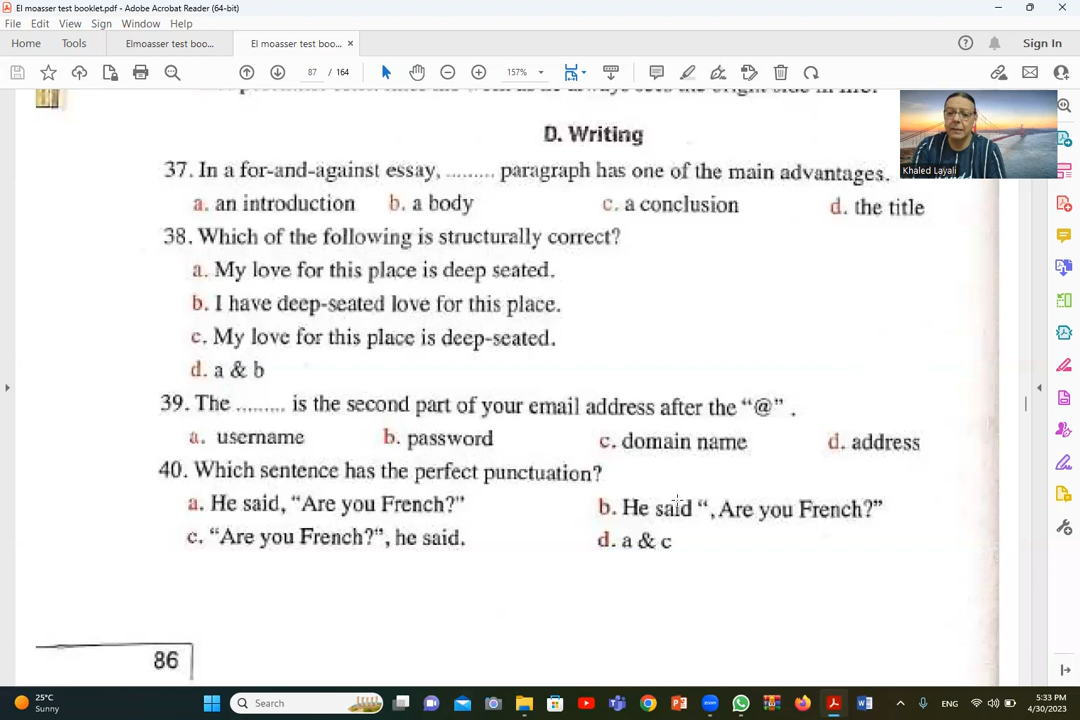 El moasser test booklet.pdf - Adobe Acrobat Reader (64-bit)
File Edit View Sign Window Help
Home Tools Elmoasser test boo... El moasser test boo... × Sign In
87 / 164 157%
D. Writing
37. In a for-and-against essay, ......... paragraph has one of the main advantages.
a. an introduction b. a body c. a conclusion d. the title
38. Which of the following is structurally correct?
a. My love for this place is deep seated.
b. I have deep-seated love for this place.
c. My love for this place is deep-seated.
d. a & b
39. The ......... is the second part of your email address after the “@” .
a. username b. password c. domain name d. address
40. Which sentence has the perfect punctuation?
a. He said, “Are you French?” b. He said “, Are you French?”
c. “Are you French?”, he said. d. a & c
86
Khaled Layali
25°C
Sunny
Search
ENG
5:33 PM
4/30/2023